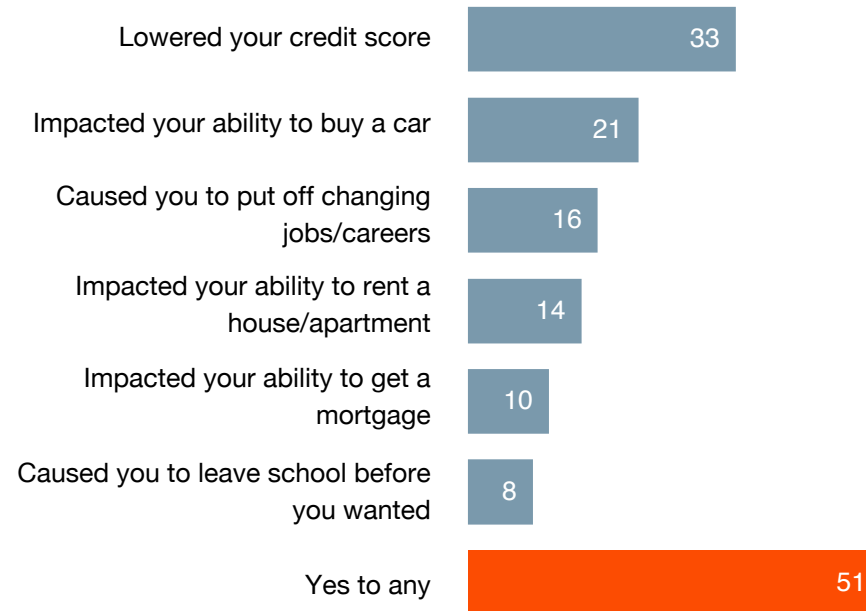 Lowered your credit score 33
Impacted your ability to buy a car 21
Caused you to put off changing
jobs/careers 16
Impacted your ability to rent a
house/apartment 14
Impacted your ability to get a
mortgage 10
Caused you to leave school before
you wanted 8
Yes to any 51